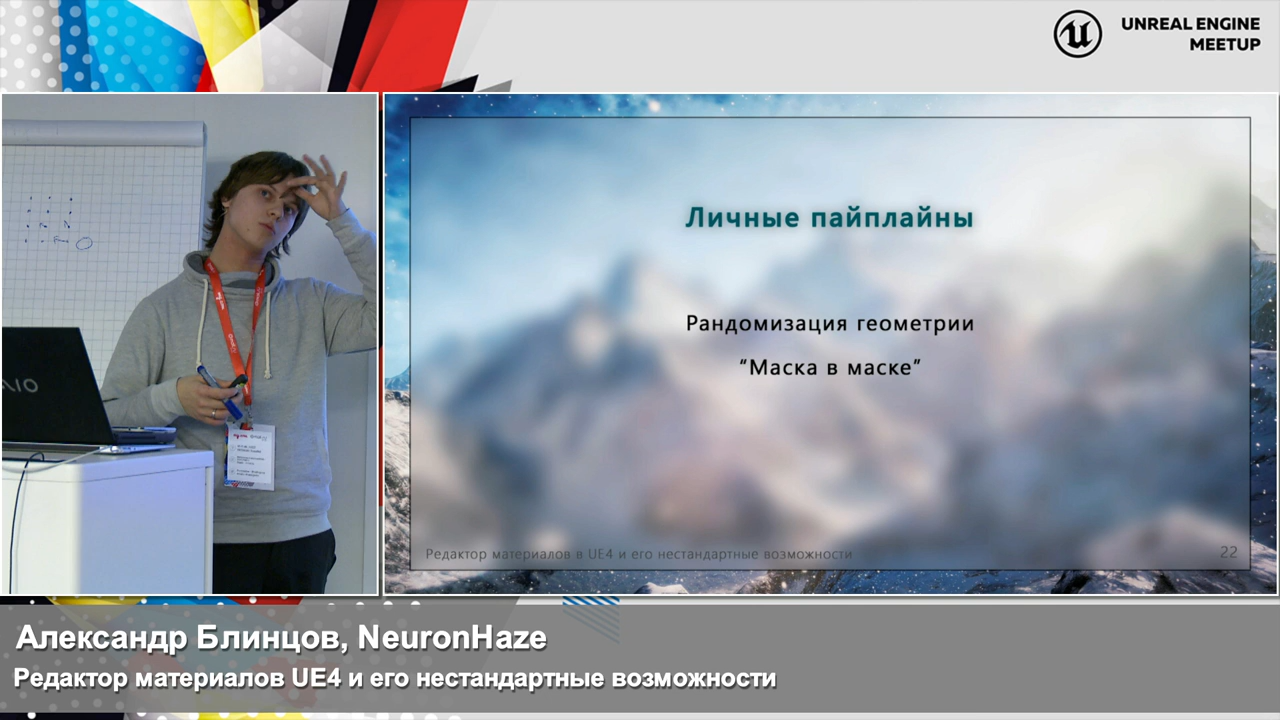 UNREAL ENGINE
MEETUP
Личные пайплайны
Рандомизация геометрии
“Маска в маске”
Редактор материалов в UE4 и его нестандартные возможности
22
Александр Блинцов, NeuronHaze
Редактор материалов UE4 и его нестандартные возможности